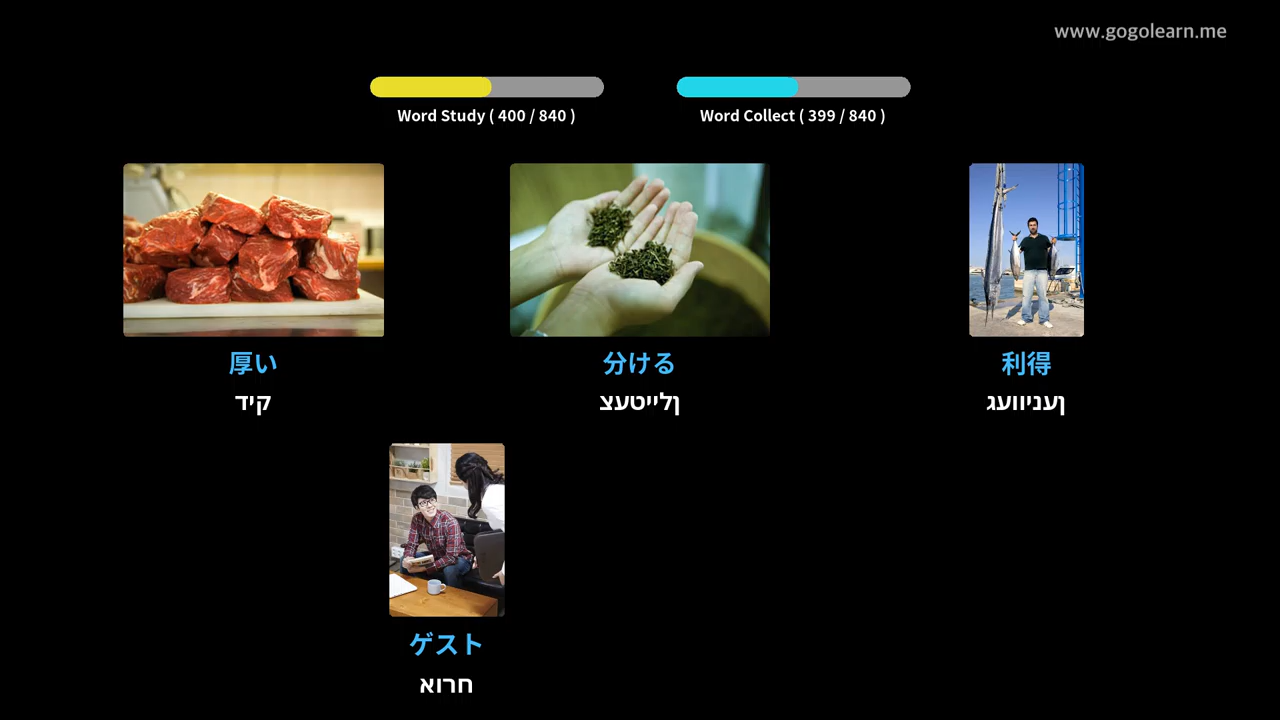 www.gogolearn.me
Word Study ( 400 / 840 )
Word Collect ( 399 / 840 )
厚い
קיד
分ける
ןלייטעצ
利得
ןעניוועג
ゲスト
חרוא